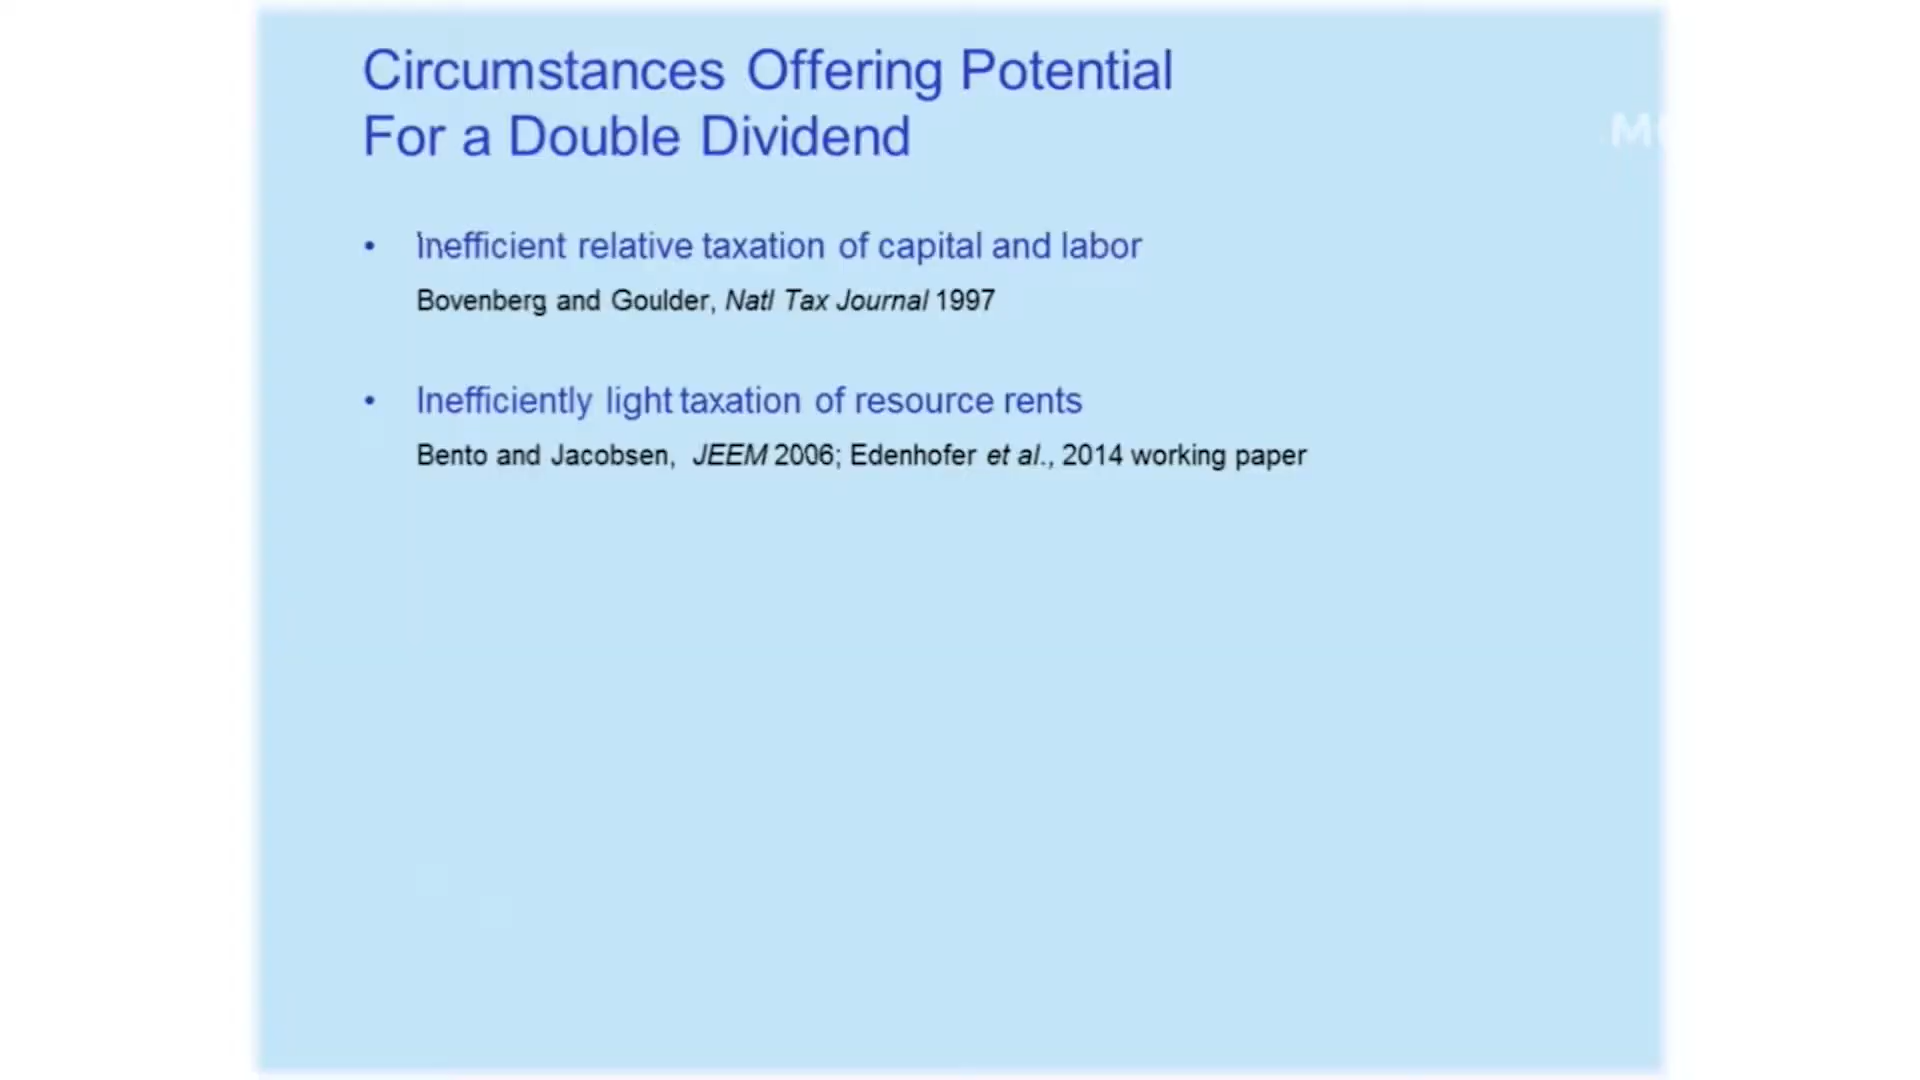 Circumstances Offering Potential
For a Double Dividend
• Inefficient relative taxation of capital and labor
Bovenberg and Goulder, Natl Tax Journal 1997
• Inefficiently light taxation of resource rents
Bento and Jacobsen, JEEM 2006; Edenhofer et al., 2014 working paper